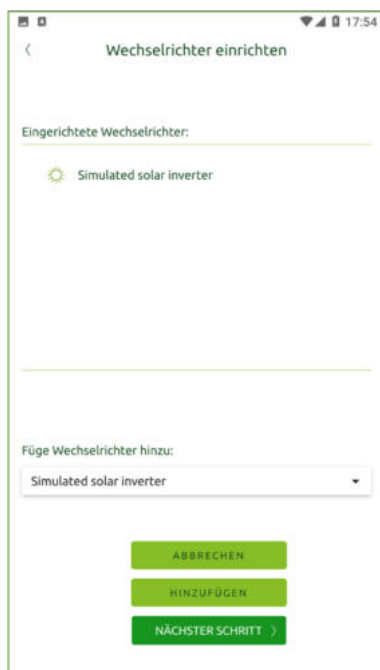 17:54
Wechselrichter einrichten
Eingerichtete Wechselrichter:
Simulated solar inverter
Füge Wechselrichter hinzu:
Simulated solar inverter
ABBRECHEN
HINZUFÜGEN
NÄCHSTER SCHRITT